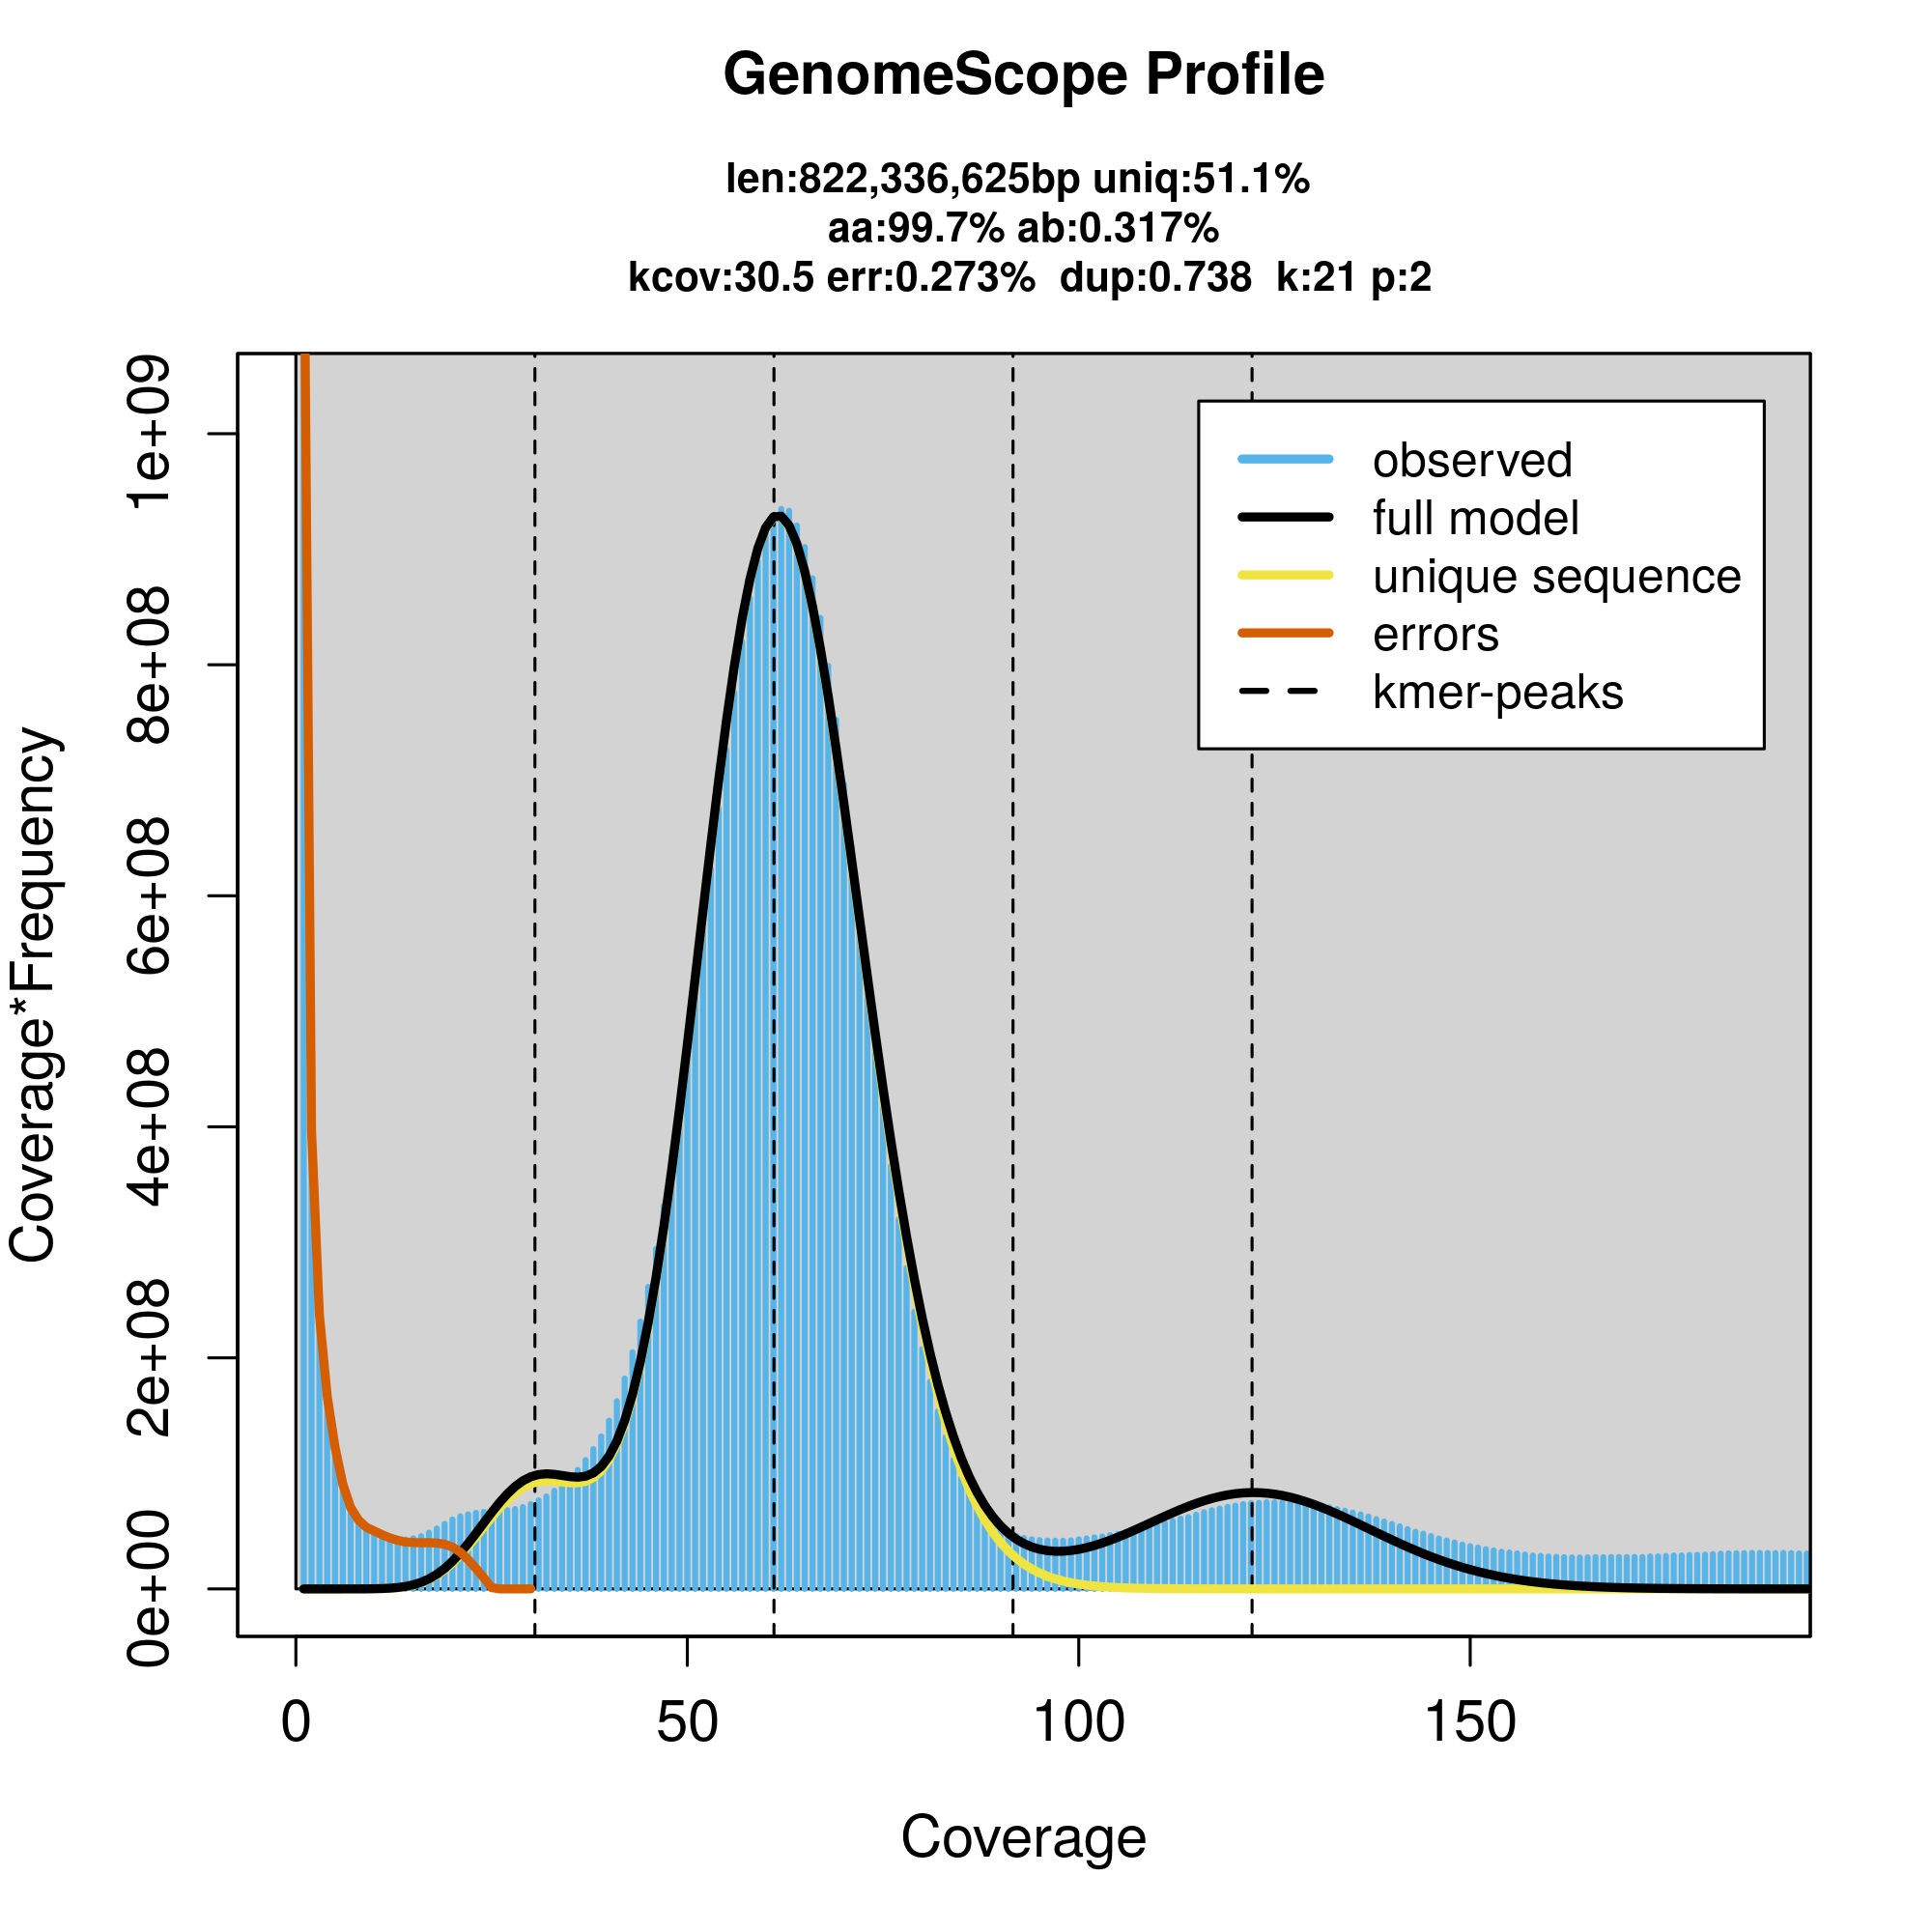 GenomeScope Profile
len:822,336,625bp uniq:51.1%
aa:99.7% ab:0.317%
kcov:30.5 err:0.273%  dup:0.738  k:21 p:2
observed
full model
unique sequence
errors
kmer-peaks
Coverage*Frequency
1e+09
8e+08
6e+08
4e+08
2e+08
0e+00
0 50 100 150
Coverage